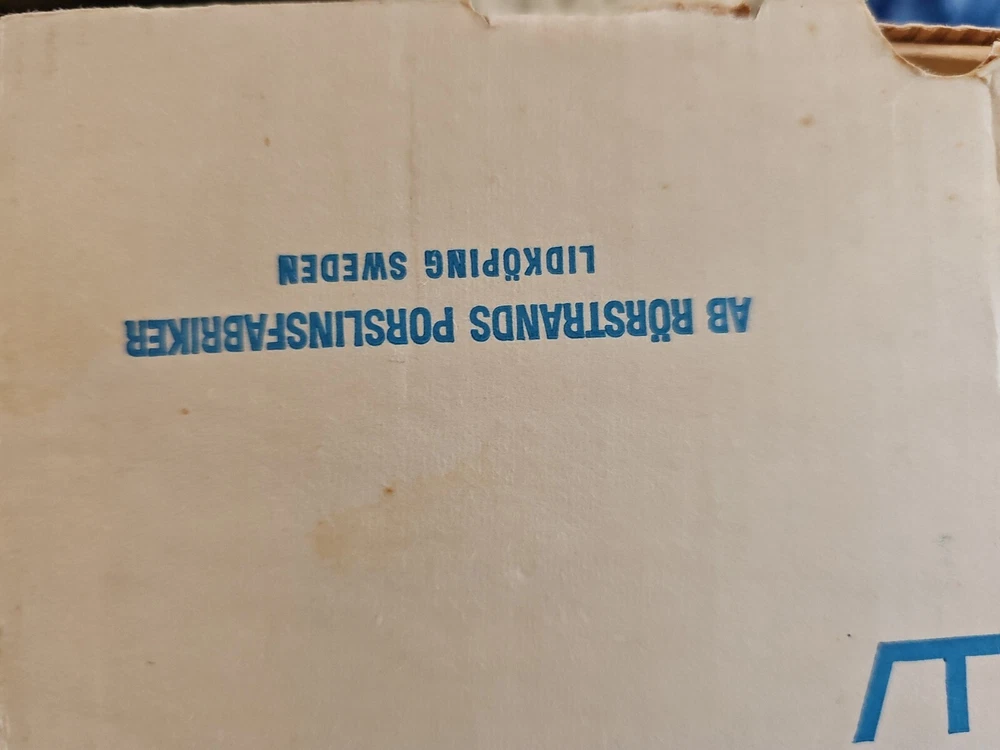 AB RÖRSTRANDS PORSLINSFABRIKER
LIDKÖPING SWEDEN